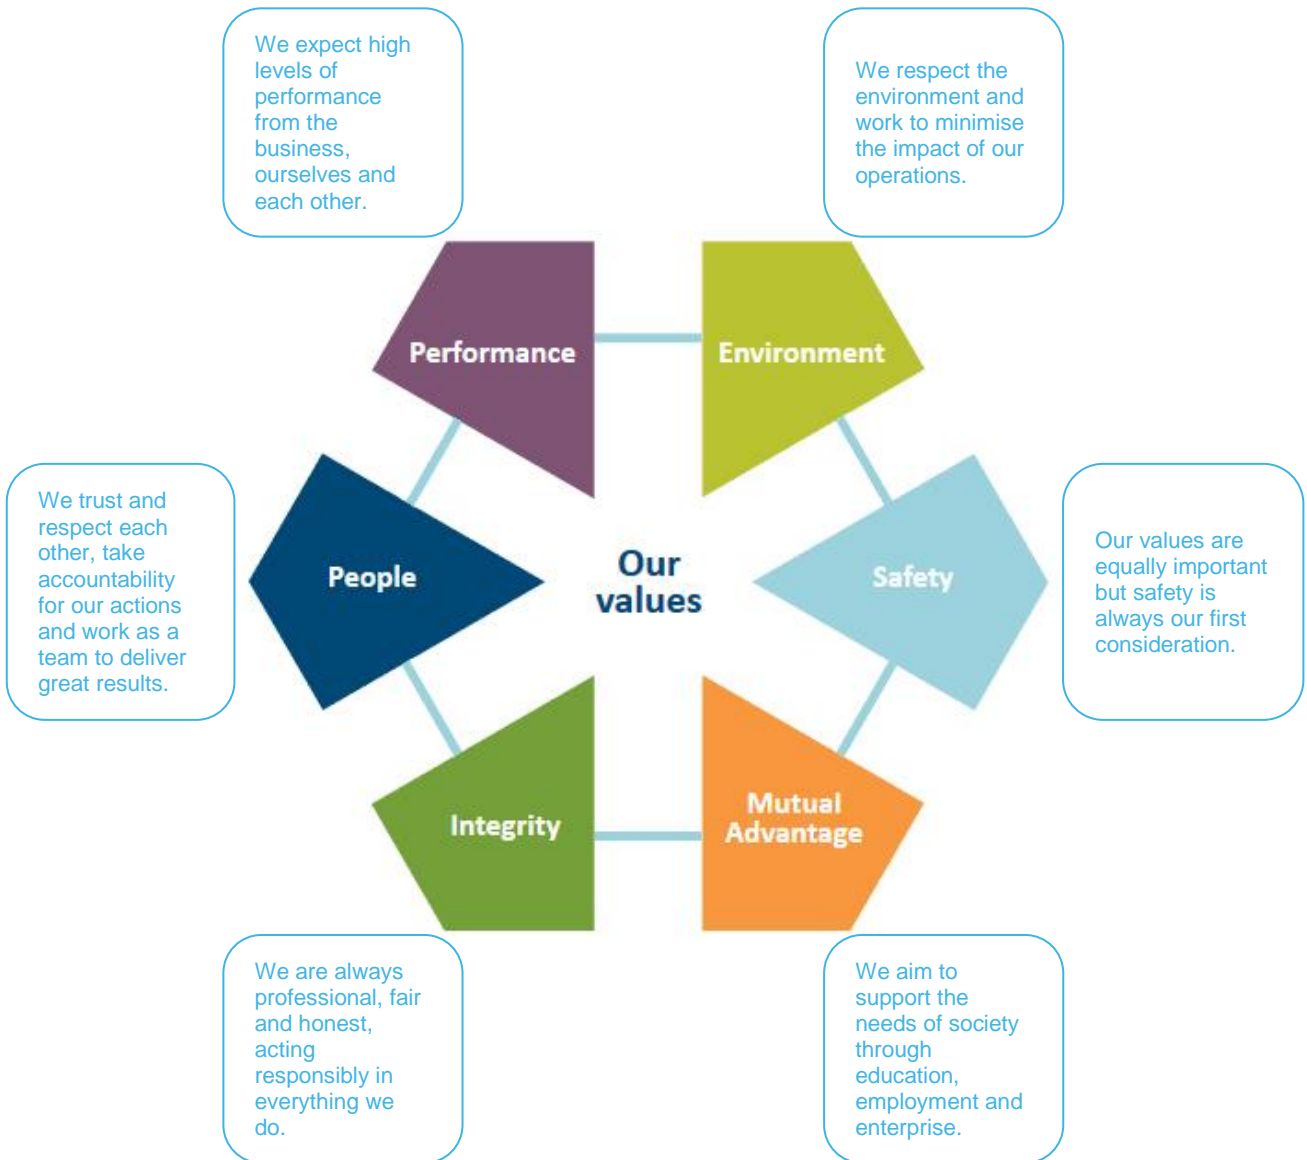 We expect high
levels of
performance
from the
business,
ourselves and
each other.
We respect the
environment and
work to minimise
the impact of our
operations.
Performance
Environment
We trust and
respect each
other, take
accountability
for our actions
and work as a
team to deliver
great results.
People
Our
values
Safety
Our values are
equally important
but safety is
always our first
consideration.
Integrity
Mutual
Advantage
We are always
professional, fair
and honest,
acting
responsibly in
everything we
do.
We aim to
support the
needs of society
through
education,
employment and
enterprise.